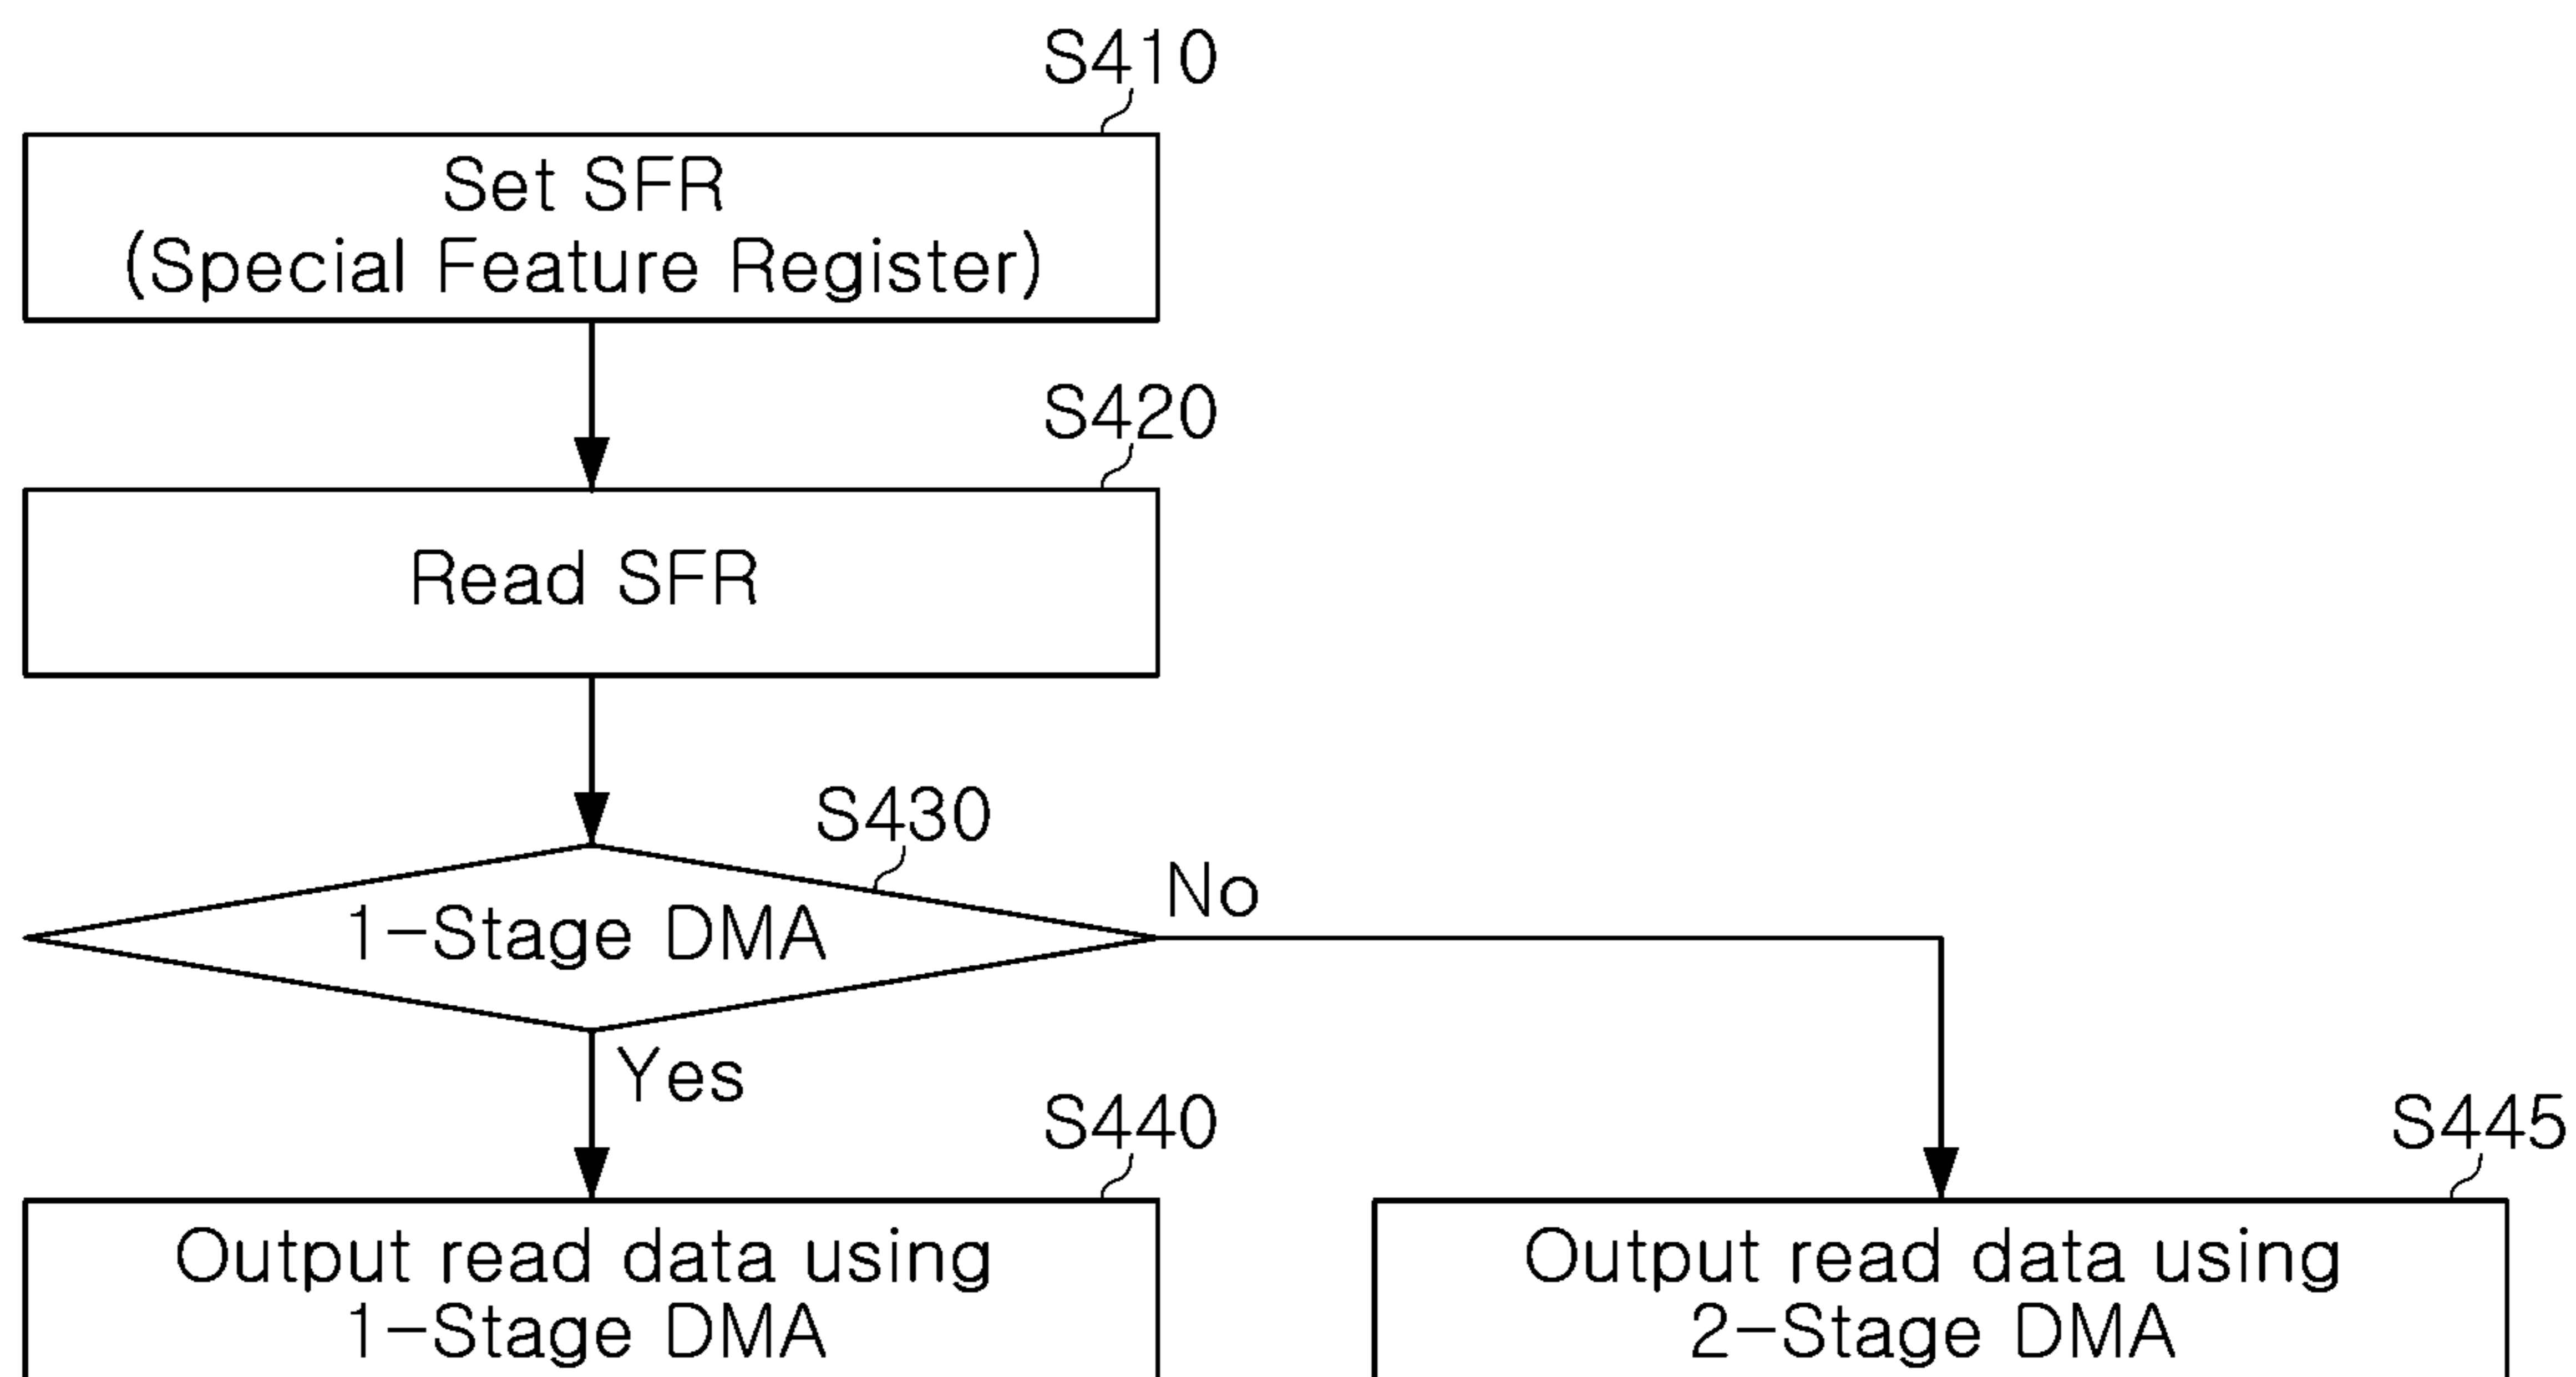 S410
Set SFR
(Special Feature Register)
S420
Read SFR
S430
1-Stage DMA
No
Yes
S440
Output read data using
1-Stage DMA
S445
Output read data using
2-Stage DMA